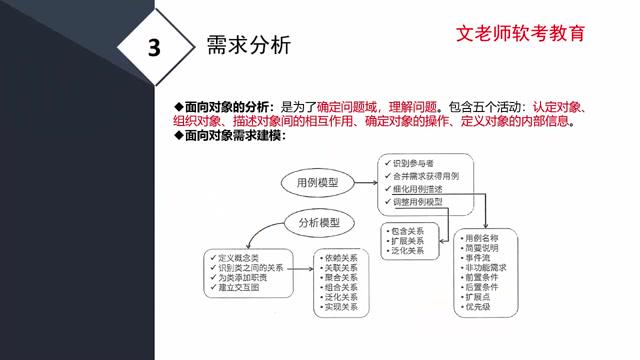 3
需求分析
文老师软考教育
◆面向对象的分析：是为了确定问题域，理解问题。包含五个活动：认定对象、
组织对象、描述对象间的相互作用、确定对象的操作、定义对象的内部信息。
◆面向对象需求建模：
用例模型
✓ 识别参与者
✓ 合并需求获得用例
✓ 细化用例描述
✓ 调整用例模型
分析模型
• 包含关系
• 扩展关系
• 泛化关系
• 用例名称
• 简要说明
• 事件流
• 非功能需求
• 前置条件
• 后置条件
• 扩展点
• 优先级
✓ 定义概念类
✓ 识别类之间的关系
✓ 为类添加职责
✓ 建立交互图
• 依赖关系
• 关联关系
• 聚合关系
• 组合关系
• 泛化关系
• 实现关系